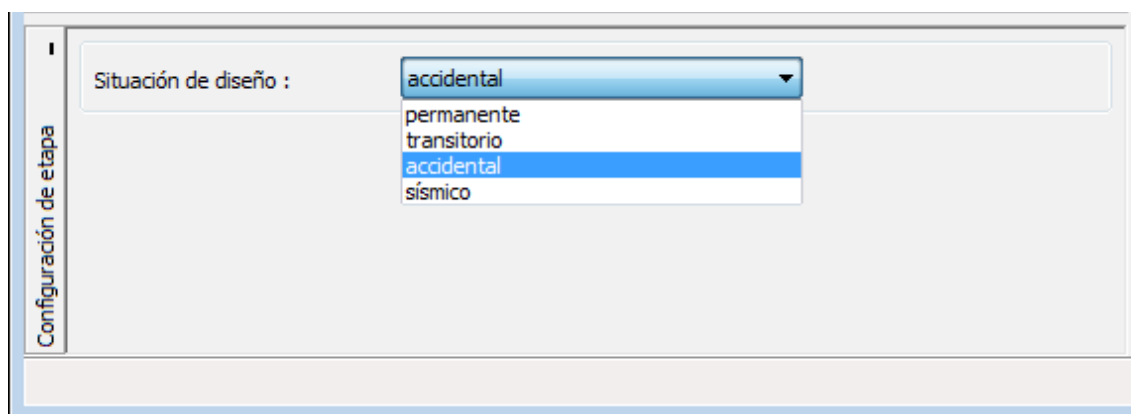 Situación de diseño :
accidental
permanente
transitorio
accidental
sísmico
Configuración de etapa